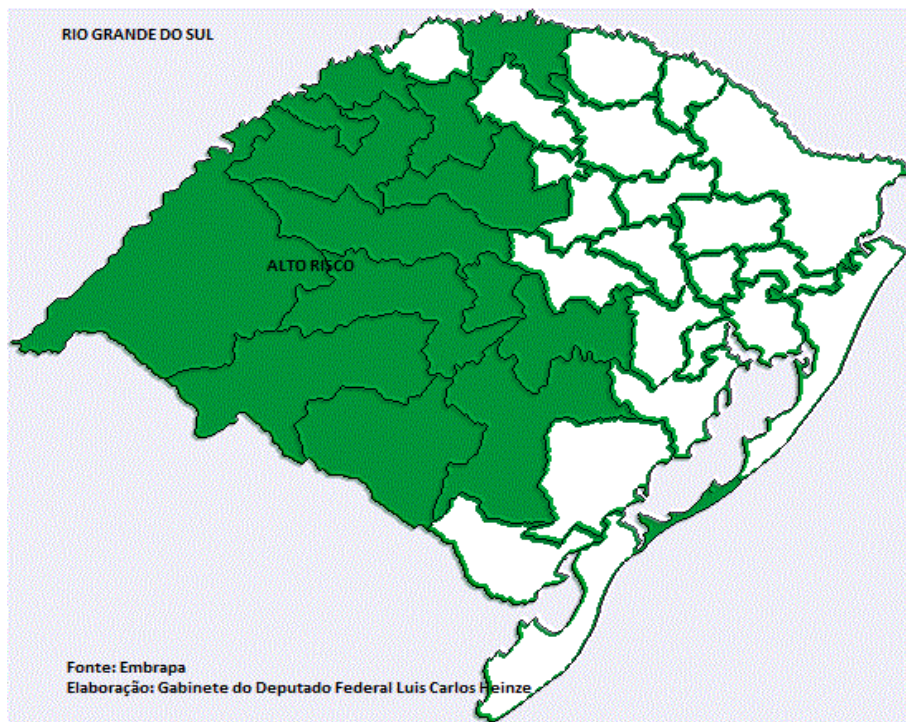 RIO GRANDE DO SUL
ALTO RISCO
Fonte: Embrapa
Elaboração: Gabinete do Deputado Federal Luis Carlos Heinze